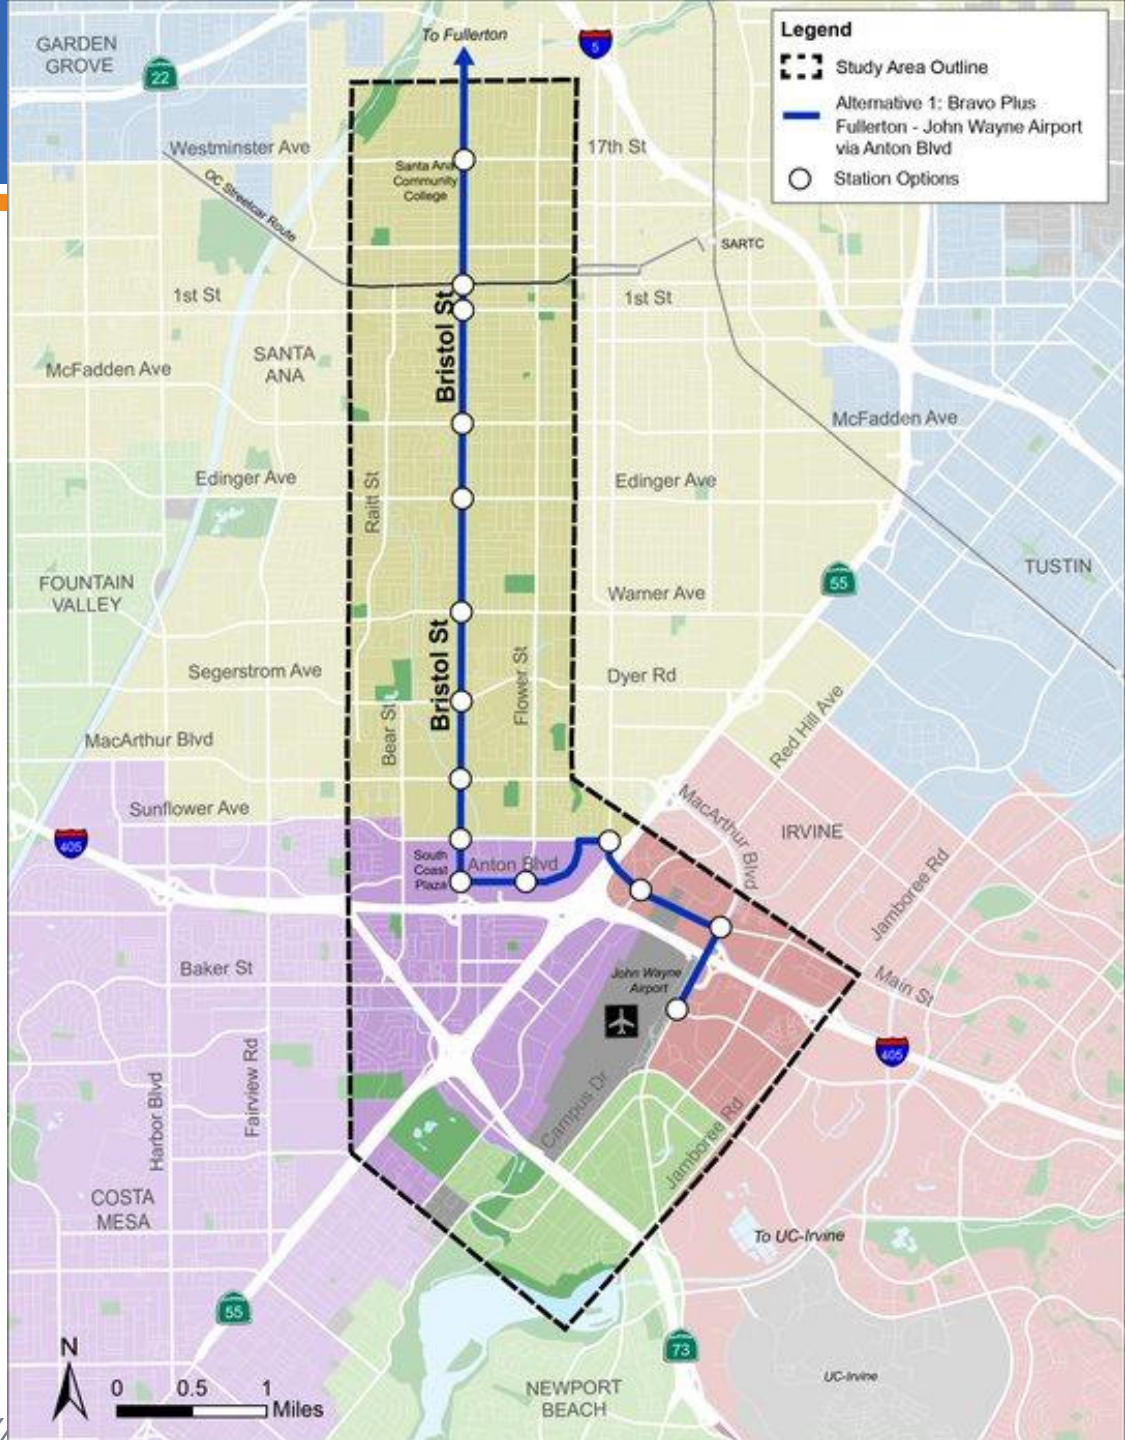 To Fullerton
GARDEN
GROVE
22
5
Legend
Study Area Outline
Alternative 1: Bravo Plus
Fullerton - John Wayne Airport
via Anton Blvd
Station Options
Westminster Ave
17th St
Santa Ana
Community
College
OC Streetcar Route
SARTC
1st St
1st St
Bristol St
SANTA
ANA
McFadden Ave
McFadden Ave
Edinger Ave
Raitt St
Edinger Ave
FOUNTAIN
VALLEY
Warner Ave
55
TUSTIN
Segerstrom Ave
Bristol St
Flower St
Dyer Rd
Bear St
Red Hill Ave
MacArthur Blvd
Sunflower Ave
MacArthur Blvd
IRVINE
405
South
Coast
Plaza
Anton Blvd
Jamboree Rd
Baker St
John Wayne
Airport
Main St
405
Harbor Blvd
Fairview Rd
Campus Dr
Jamboree Rd
COSTA
MESA
To UC-Irvine
55
73
UC-Irvine
N
0 0.5 1
Miles
NEWPORT
BEACH